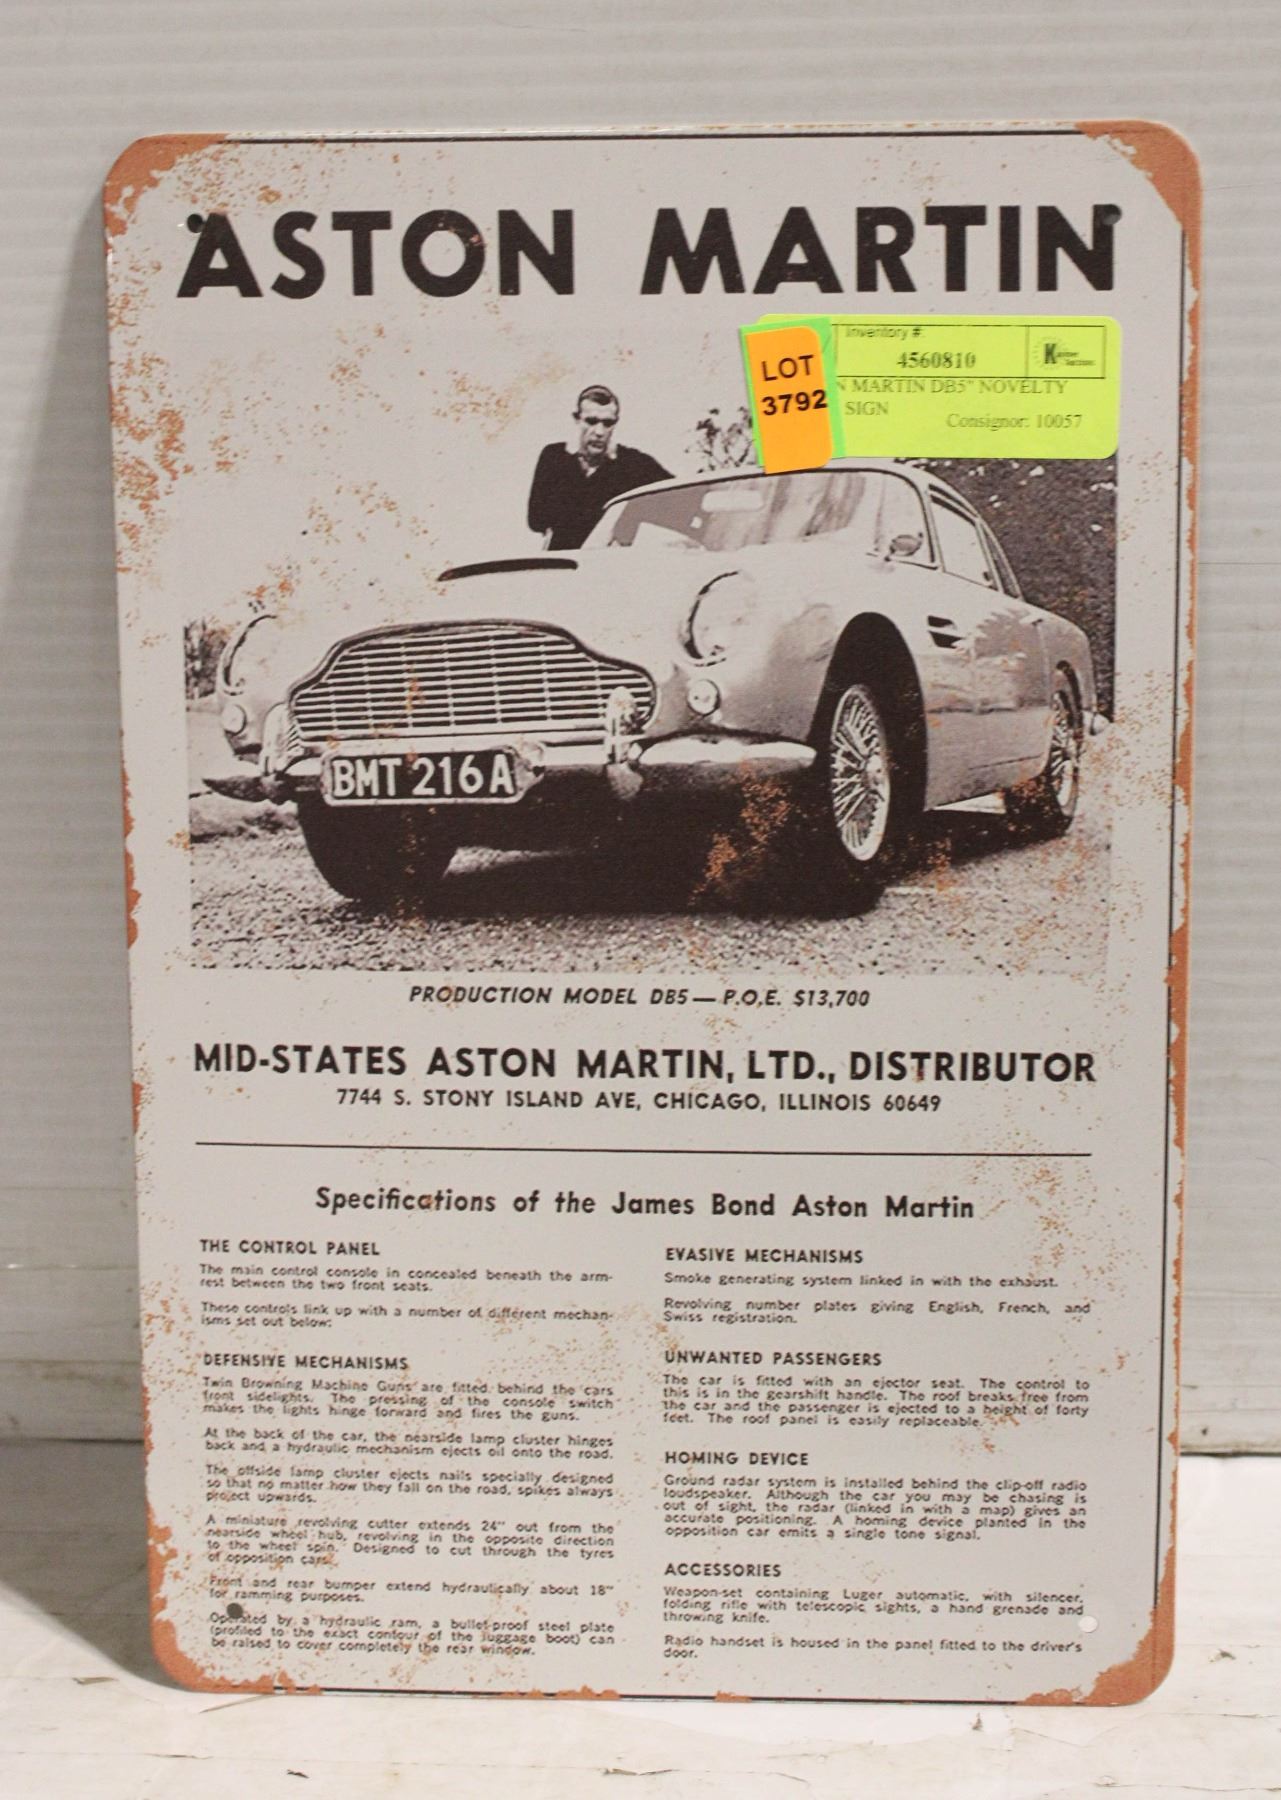 ASTON MARTIN
Inventory #:
4560810
LOT
3792
N MARTIN DB5" NOVELTY
SIGN
Consignor: 10057
BMT 216A
PRODUCTION MODEL DB5— P.O.E. $13,700
MID-STATES ASTON MARTIN, LTD., DISTRIBUTOR
7744 S. STONY ISLAND AVE, CHICAGO, ILLINOIS 60649
Specifications of the James Bond Aston Martin
THE CONTROL PANEL
The main control console in concealed beneath the arm-
rest between the two front seats.
These controls link up with a number of different mechan-
isms set out below:
DEFENSIVE MECHANISMS
Twin Browning Machine Guns are fitted behind the cars
front sidelights. The pressing of the console switch
makes the lights hinge forward and fires the guns.
At the back of the car, the nearside lamp cluster hinges
back and a hydraulic mechanism ejects oil onto the road.
The offside lamp cluster ejects nails specially designed
so that no matter how they fall on the road, spikes always
project upwards.
A miniature revolving cutter extends 24" out from the
nearside wheel hub, revolving in the opposite direction
to the wheel spin. Designed to cut through the tyres
of opposition cars.
Front and rear bumper extend hydraulically about 18"
for ramming purposes.
Operated by a hydraulic ram, a bullet-proof steel plate
(profiled to the exact contour of the luggage boot) can
be raised to cover completely the rear window.
EVASIVE MECHANISMS
Smoke generating system linked in with the exhaust.
Revolving number plates giving English, French, and
Swiss registration.
UNWANTED PASSENGERS
The car is fitted with an ejector seat. The control to
this is in the gearshift handle. The roof breaks free from
the car and the passenger is ejected to a height of forty
feet. The roof panel is easily replaceable.
HOMING DEVICE
Ground radar system is installed behind the clip-off radio
loudspeaker. Although the car you may be chasing is
out of sight, the radar (linked in with a map) gives an
accurate positioning. A homing device planted in the
opposition car emits a single tone signal.
ACCESSORIES
Weapon-set containing Luger automatic, with silencer,
folding rifle with telescopic sights, a hand grenade and
throwing knife.
Radio handset is housed in the panel fitted to the driver's
door.